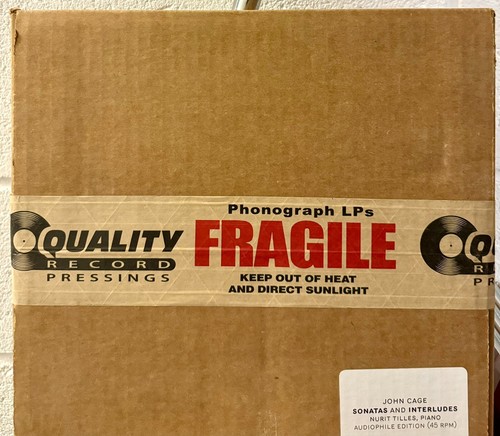 Phonograph LPs
QUALITY
RECORD
PRESSINGS
FRAGILE
KEEP OUT OF HEAT
AND DIRECT SUNLIGHT
JOHN CAGE
SONATAS AND INTERLUDES
NURIT TILLES, PIANO
AUDIOPHILE EDITION (45 RPM)